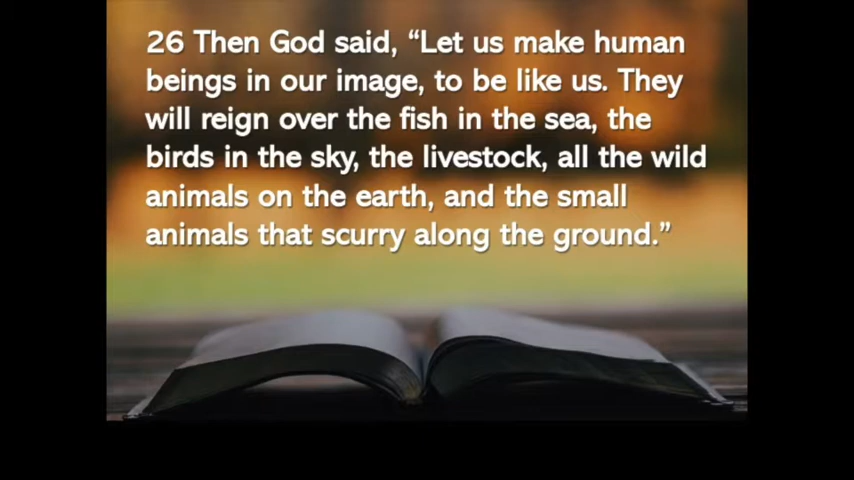 26 Then God said, “Let us make human
beings in our image, to be like us. They
will reign over the fish in the sea, the
birds in the sky, the livestock, all the wild
animals on the earth, and the small
animals that scurry along the ground.”